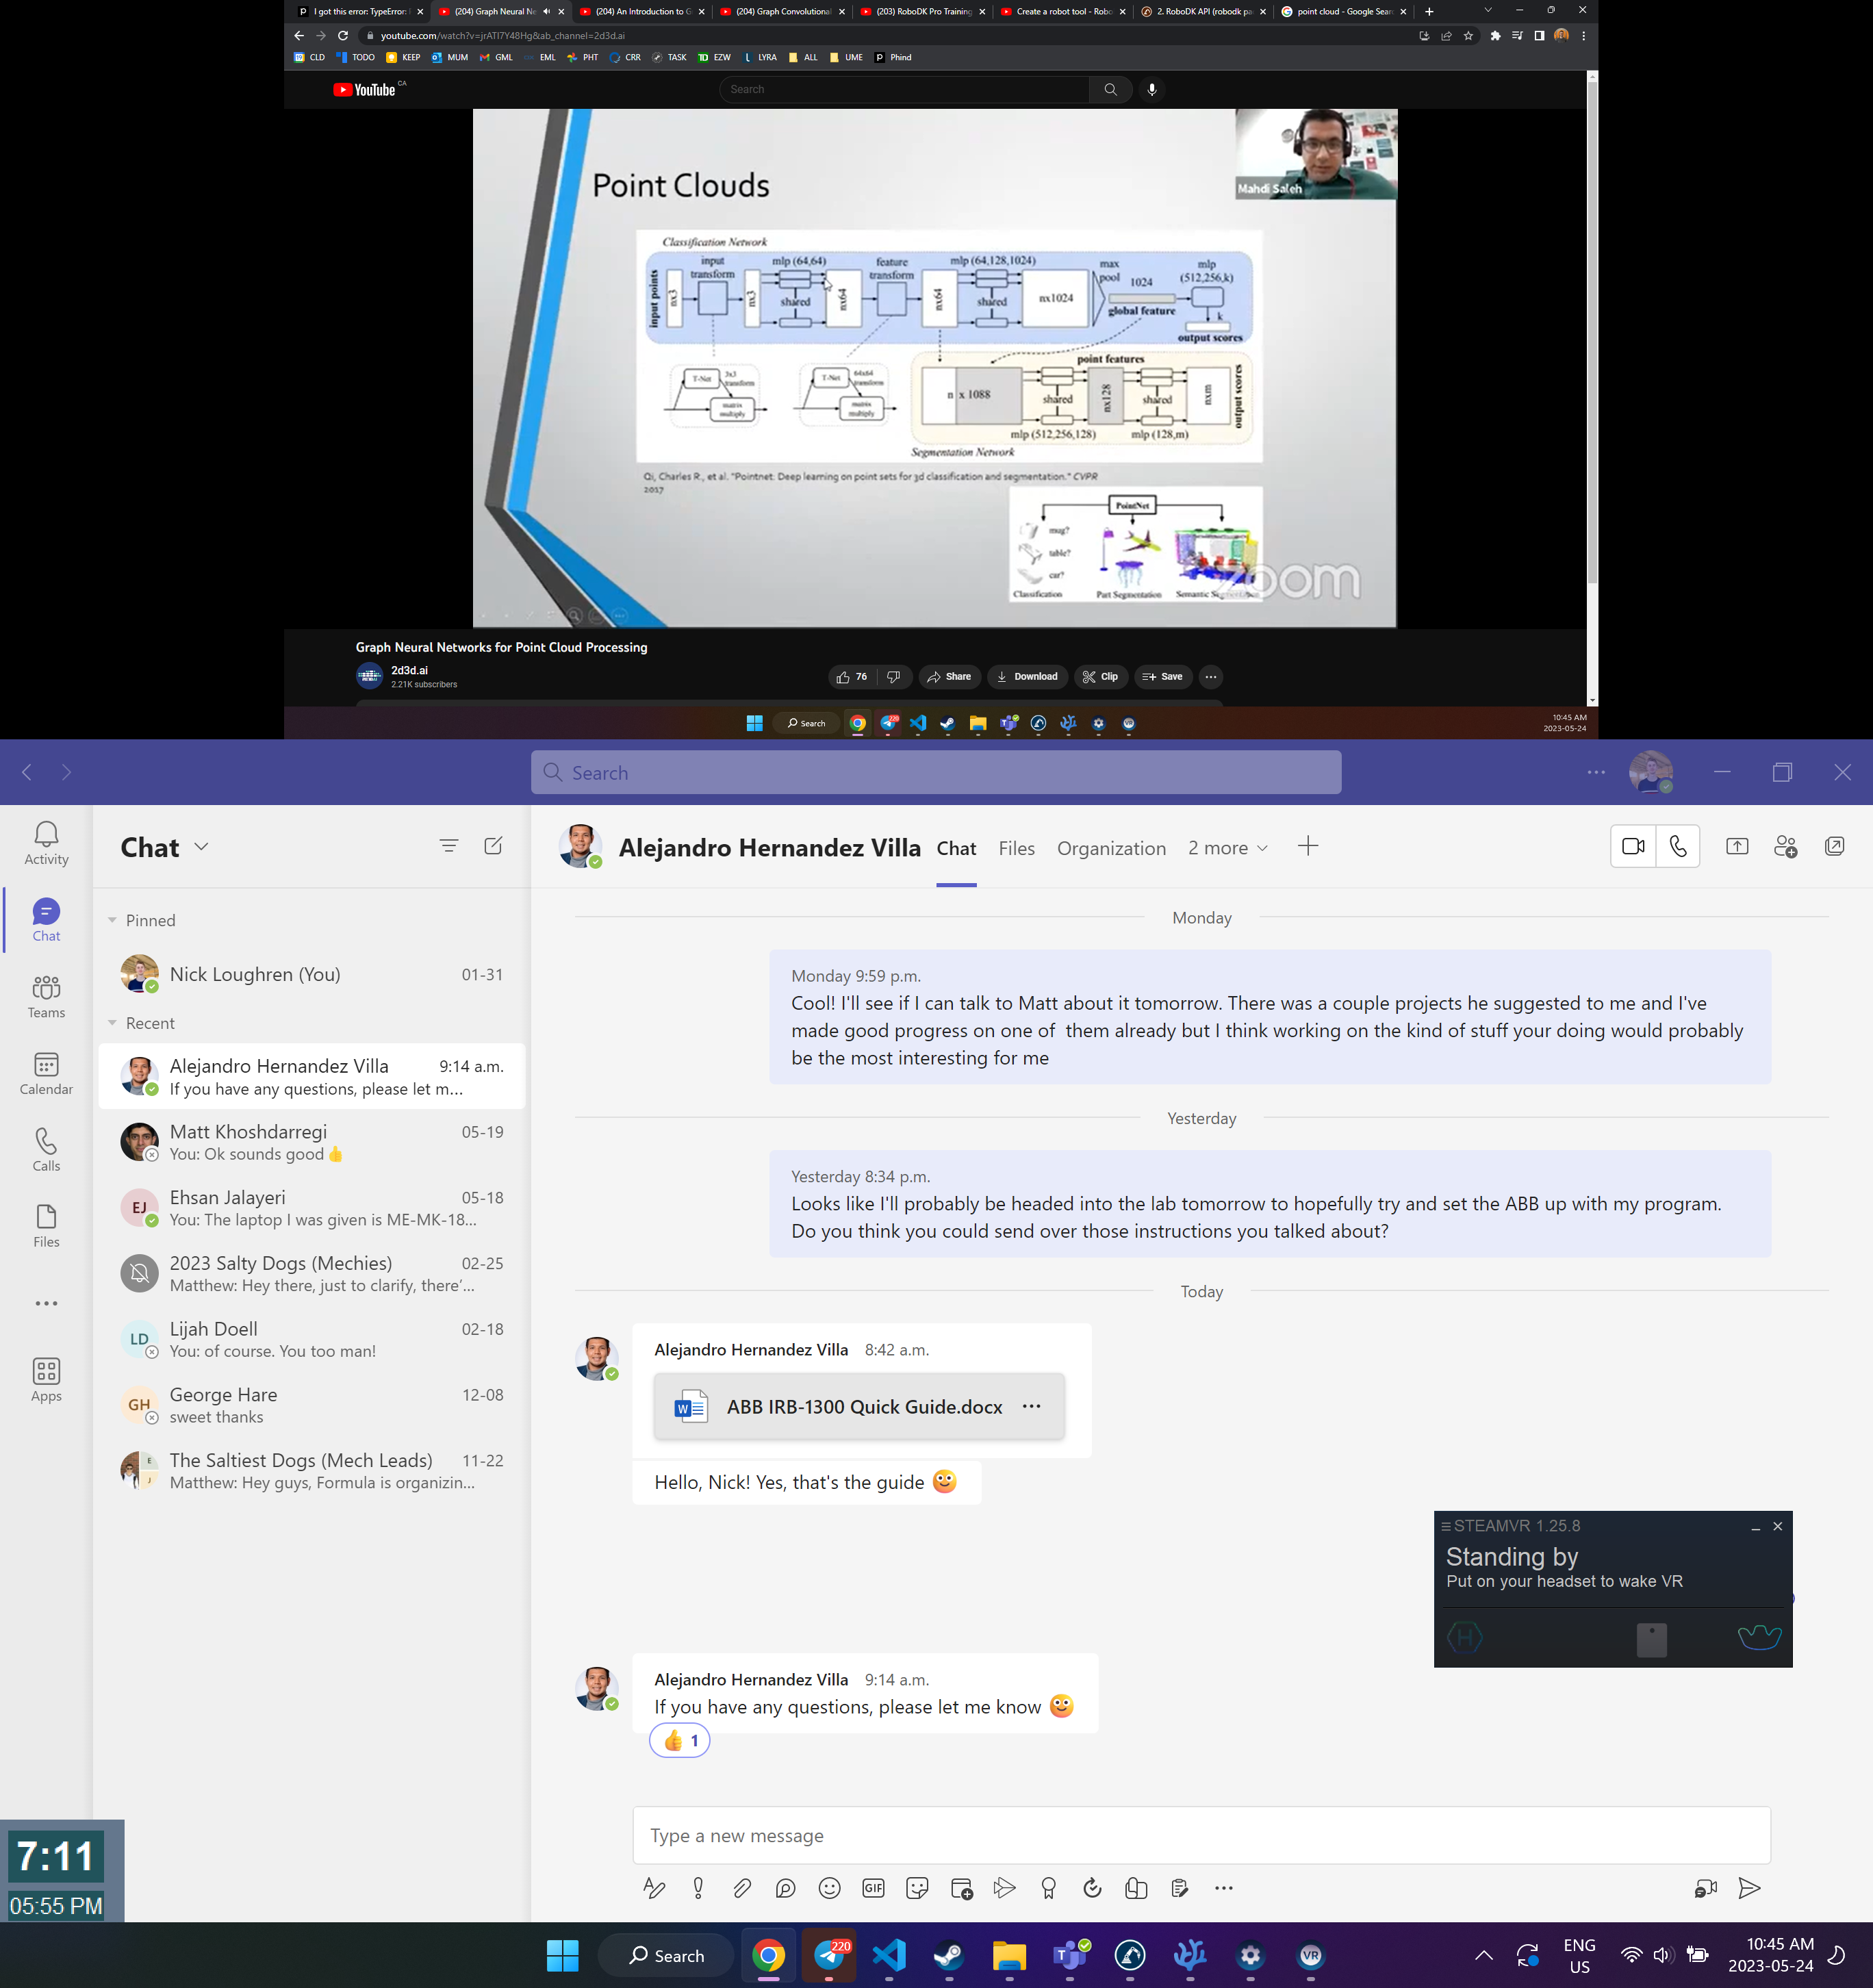 I got this error: TypeError:
(204) Graph Neural Ne
(204) An Introduction to G
(204) Graph Convolutional
(203) RoboDK Pro Training
Create a robot tool - Robo
2. RoboDK API (robodk pa
point cloud - Google Sear
youtube.com/watch?v=jrATI7Y48Hg&ab_channel=2d3d.ai
CLD TODO KEEP MUM GML EML PHT CRR TASK EZW LYRA ALL UME Phind
YouTube CA
Search
Mahdi Saleh
Point Clouds
Classification Network
input transform
mlp (64,64)
feature transform
mlp (64,128,1024)
max pool
1024
mlp (512,256,k)
input points
nx3
nx3
shared
nx64
nx64
shared
nx1024
global feature
k
output scores
point features
T-Net
3x3 transform
matrix multiply
T-Net
64x64 transform
matrix multiply
n x 1088
shared
nx128
shared
nxm
output scores
mlp (512,256,128)
mlp (128,m)
Segmentation Network
Qi, Charles R., et al. "Pointnet: Deep learning on point sets for 3d classification and segmentation." CVPR
2017
PointNet
mug?
table?
car?
Classification
Part Segmentation
Semantic
zoom
Graph Neural Networks for Point Cloud Processing
2d3d.ai
2.21K subscribers
76
Share
Download
Clip
Save
Search
10:45 AM
2023-05-24
Search
Activity
Chat
Teams
Calendar
Calls
Files
Apps
Chat
Pinned
Nick Loughren (You) 01-31
Recent
Alejandro Hernandez Villa 9:14 a.m.
If you have any questions, please let m...
Matt Khoshdarregi 05-19
You: Ok sounds good👍
EJ
Ehsan Jalayeri 05-18
You: The laptop I was given is ME-MK-18...
2023 Salty Dogs (Mechies) 02-25
Matthew: Hey there, just to clarify, there'...
LD
Lijah Doell 02-18
You: of course. You too man!
GH
George Hare 12-08
sweet thanks
E
J
The Saltiest Dogs (Mech Leads) 11-22
Matthew: Hey guys, Formula is organizin...
Alejandro Hernandez Villa Chat Files Organization 2 more
Monday
Monday 9:59 p.m.
Cool! I'll see if I can talk to Matt about it tomorrow. There was a couple projects he suggested to me and I've
made good progress on one of  them already but I think working on the kind of stuff your doing would probably
be the most interesting for me
Yesterday
Yesterday 8:34 p.m.
Looks like I'll probably be headed into the lab tomorrow to hopefully try and set the ABB up with my program.
Do you think you could send over those instructions you talked about?
Today
Alejandro Hernandez Villa 8:42 a.m.
ABB IRB-1300 Quick Guide.docx
Hello, Nick! Yes, that's the guide
STEAMVR 1.25.8
Standing by
Put on your headset to wake VR
Alejandro Hernandez Villa 9:14 a.m.
If you have any questions, please let me know
👍 1
Type a new message
GIF
7:11
05:55 PM
Search
220
VR
ENG
US
10:45 AM
2023-05-24